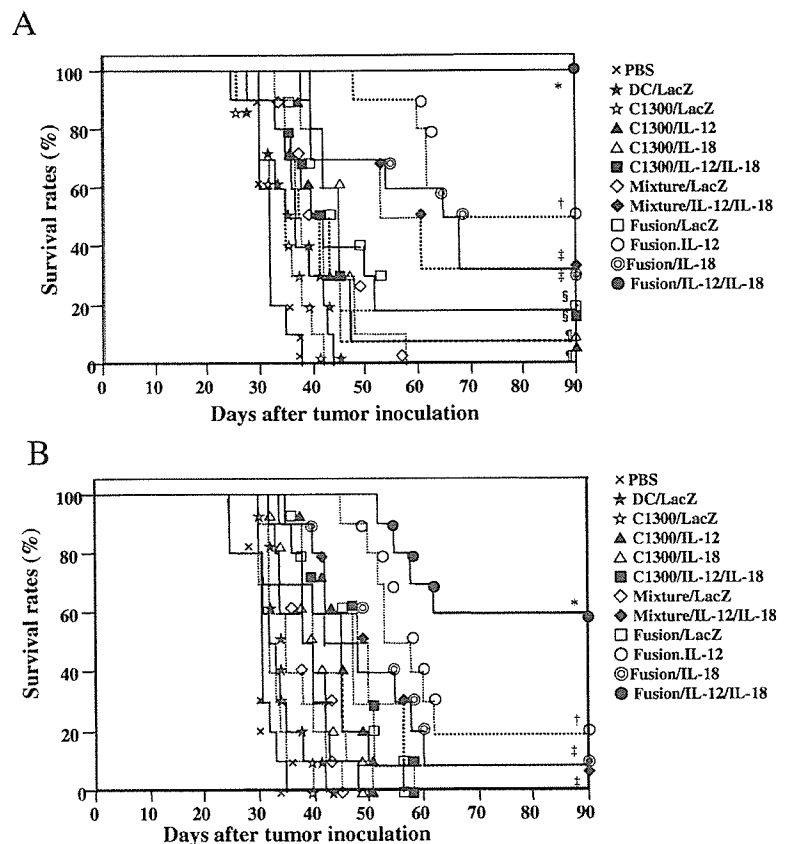 A
100
80
60
40
20
0
Survival rates (%)
0 10 20 30 40 50 60 70 80 90
Days after tumor inoculation
*
†
‡
‡
§
§
¶
¶
PBS
DC/LacZ
C1300/LacZ
C1300/IL-12
C1300/IL-18
C1300/IL-12/IL-18
Mixture/LacZ
Mixture/IL-12/IL-18
Fusion/LacZ
Fusion.IL-12
Fusion/IL-18
Fusion/IL-12/IL-18
B
100
80
60
40
20
0
Survival rates (%)
0 10 20 30 40 50 60 70 80 90
Days after tumor inoculation
*
†
‡
‡
PBS
DC/LacZ
C1300/LacZ
C1300/IL-12
C1300/IL-18
C1300/IL-12/IL-18
Mixture/LacZ
Mixture/IL-12/IL-18
Fusion/LacZ
Fusion.IL-12
Fusion/IL-18
Fusion/IL-12/IL-18